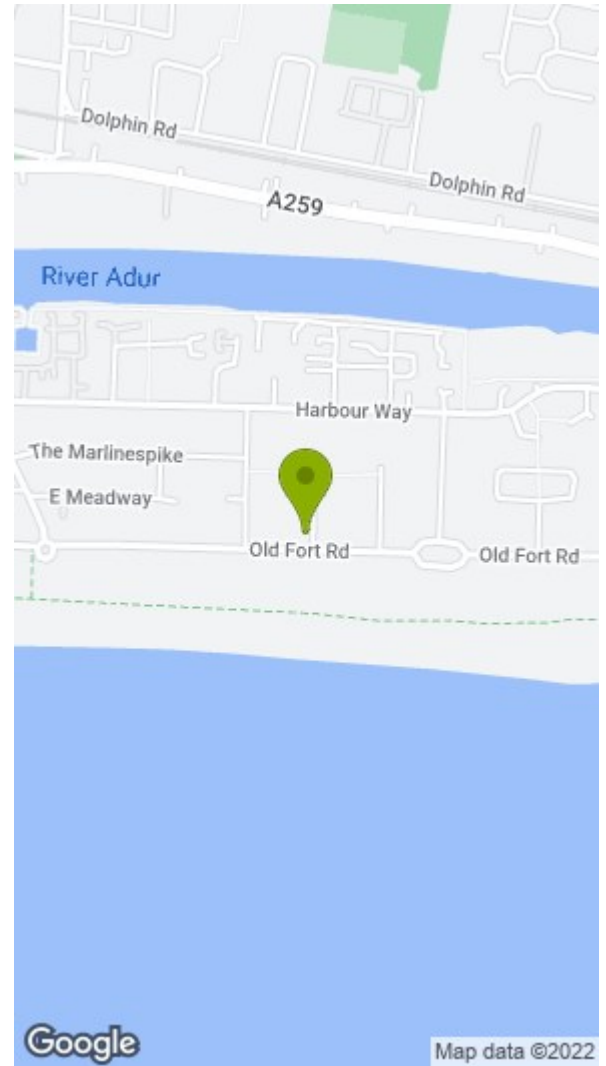 Dolphin Rd
Dolphin Rd
A259
River Adur
Harbour Way
The Marlinespike
E Meadway
Old Fort Rd
Old Fort Rd
Google
Map data ©2022